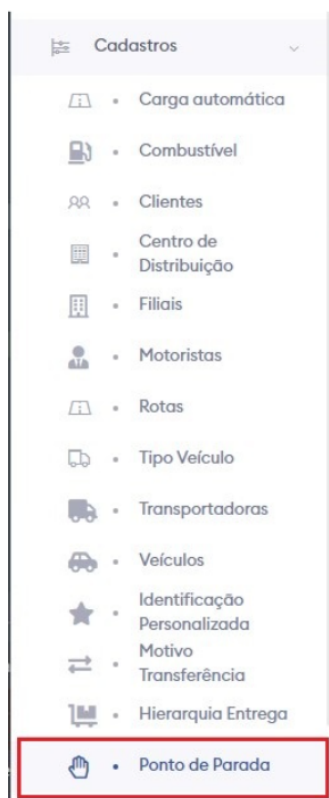 Cadastros
Carga automática
Combustível
Clientes
Centro de
Distribuição
Filiais
Motoristas
Rotas
Tipo Veículo
Transportadoras
Veículos
Identificação
Personalizada
Motivo
Transferência
Hierarquia Entrega
Ponto de Parada